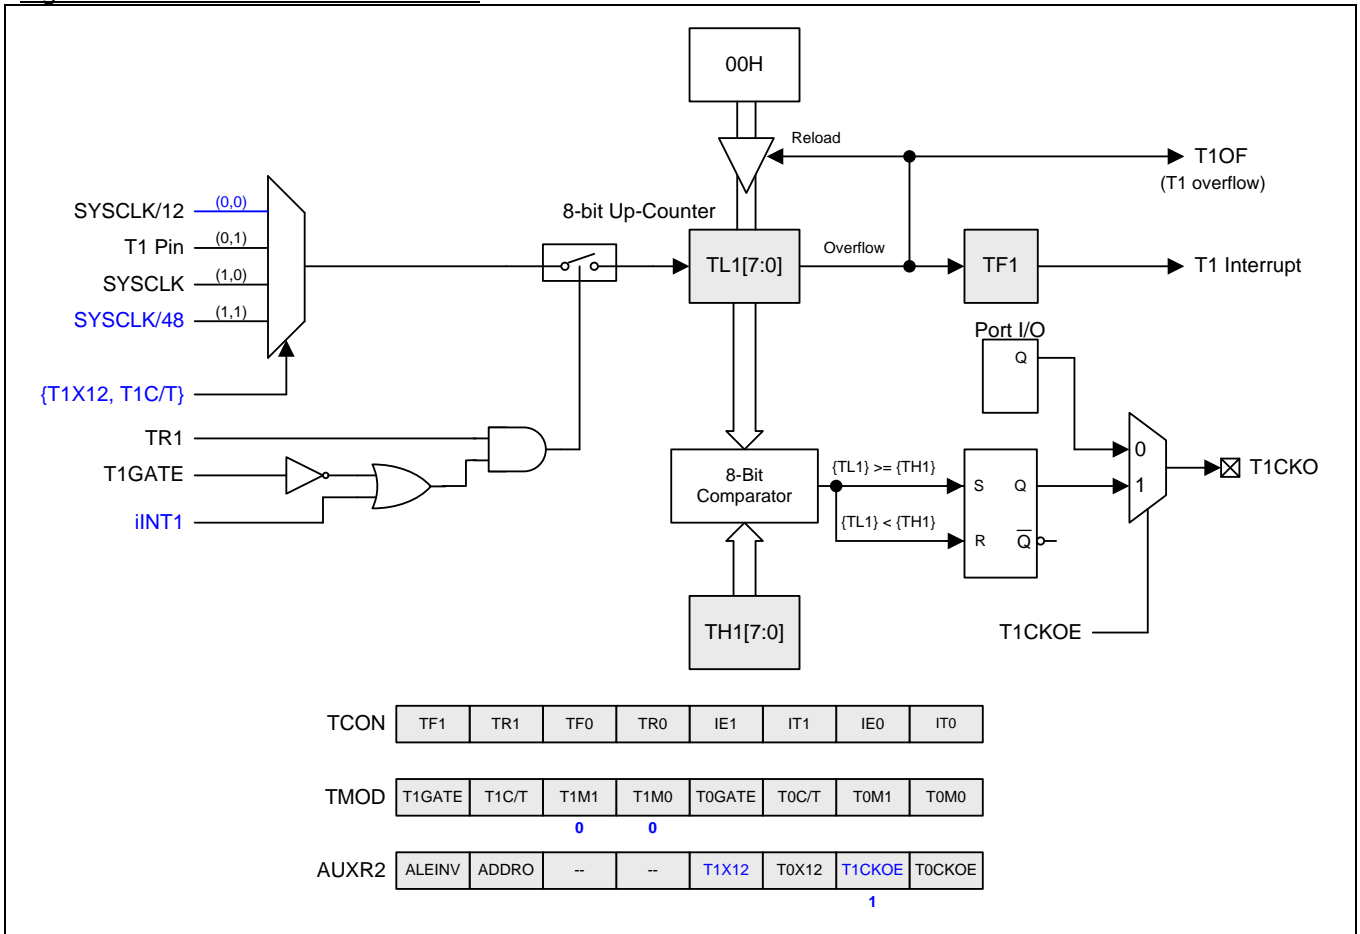 00H
Reload
T1OF
(T1 overflow)
SYSCLK/12 (0,0)
T1 Pin (0,1)
SYSCLK (1,0)
SYSCLK/48 (1,1)
{T1X12, T1C/T}
8-bit Up-Counter
TL1[7:0]
Overflow
TF1
T1 Interrupt
Port I/O
Q
TR1
T1GATE
iINT1
8-Bit
Comparator
{TL1} >= {TH1}
{TL1} < {TH1}
S Q
R Q
0
1
T1CKO
TH1[7:0]
T1CKOE
TCON TF1 TR1 TF0 TR0 IE1 IT1 IE0 IT0
TMOD T1GATE T1C/T T1M1 T1M0 T0GATE T0C/T T0M1 T0M0
0 0
AUXR2 ALEINV ADDRO -- -- T1X12 T0X12 T1CKOE T0CKOE
1